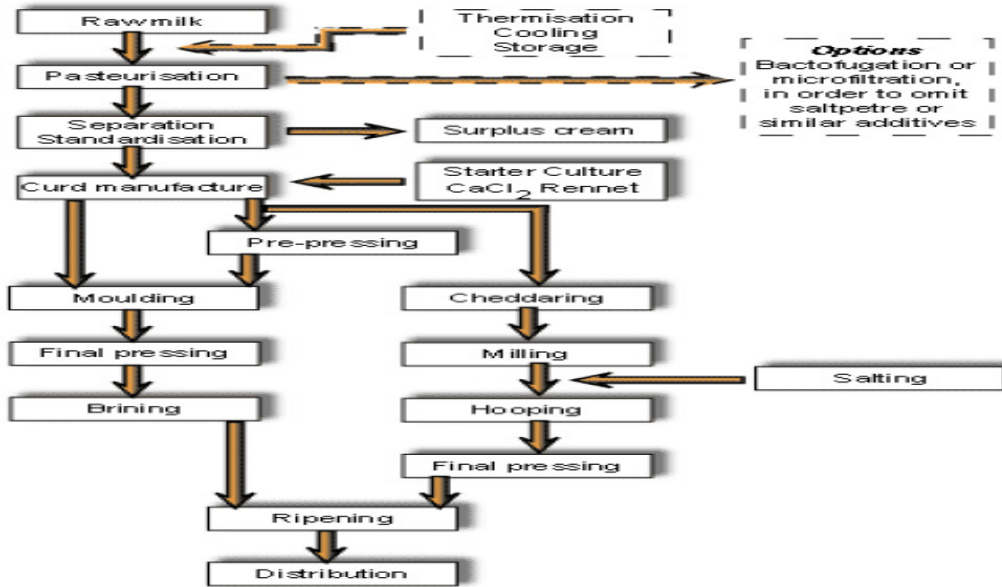 Rawmilk
Thermisation
Cooling
Storage
Options
Bactofugation or
microfiltration,
in order to omit
saltpetre or
similar additives
Pasteurisation
Separation
Standardisation
Surplus cream
Curd manufacture
Starter Culture
CaCl₂ Rennet
Pre-pressing
Moulding
Cheddaring
Final pressing
Milling
Salting
Brining
Hooping
Final pressing
Ripening
Distribution